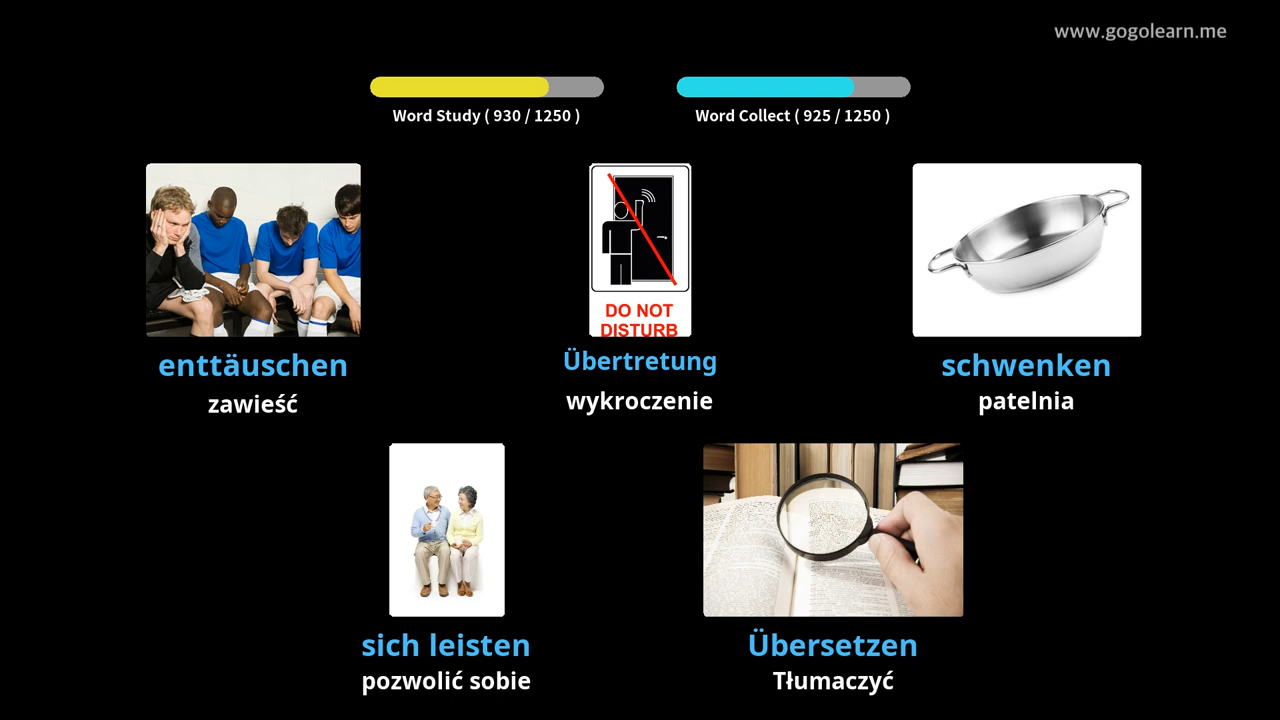 www.gogolearn.me
Word Study ( 930 / 1250 )
Word Collect ( 925 / 1250 )
DO NOT
DISTURB
enttäuschen
Übertretung
schwenken
zawieść
wykroczenie
patelnia
sich leisten
Übersetzen
pozwolić sobie
Tłumaczyć